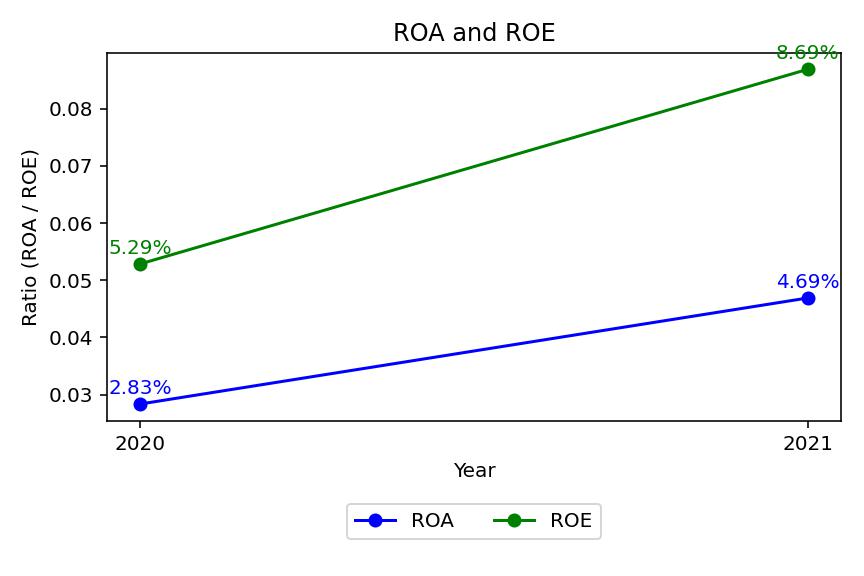 ROA and ROE
8.69%
0.08
0.07
0.06
5.29%
0.05
4.69%
0.04
2.83%
0.03
Ratio (ROA / ROE)
2020 2021
Year
ROA ROE